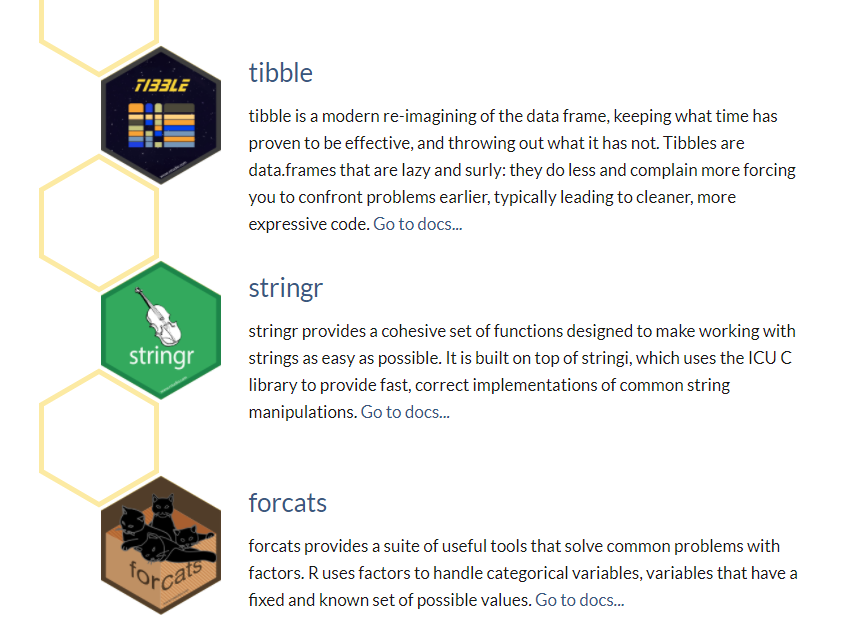 TIBBLE
tibble
tibble is a modern re-imagining of the data frame, keeping what time has
proven to be effective, and throwing out what it has not. Tibbles are
data.frames that are lazy and surly: they do less and complain more forcing
you to confront problems earlier, typically leading to cleaner, more
expressive code. Go to docs...
stringr
stringr
stringr provides a cohesive set of functions designed to make working with
strings as easy as possible. It is built on top of stringi, which uses the ICU C
library to provide fast, correct implementations of common string
manipulations. Go to docs...
forcats
forcats
forcats provides a suite of useful tools that solve common problems with
factors. R uses factors to handle categorical variables, variables that have a
fixed and known set of possible values. Go to docs...